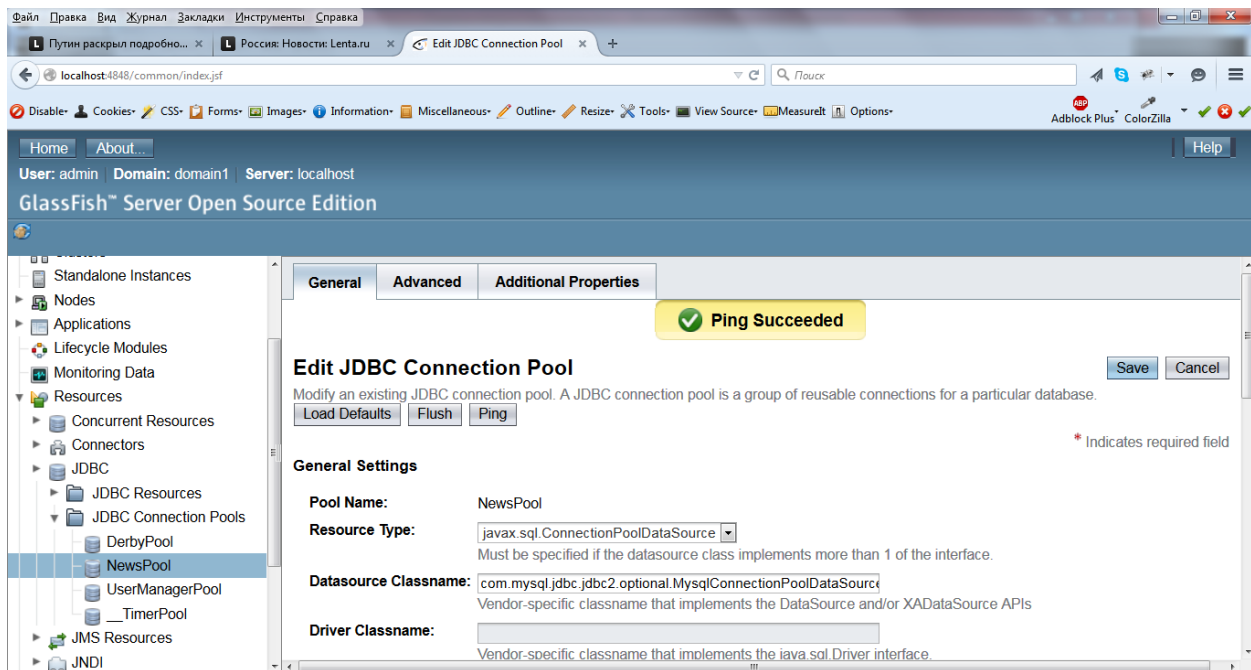 Файл Правка Вид Журнал Закладки Инструменты Справка
Путин раскрыл подробно... × Россия: Новости: Lenta.ru × Edit JDBC Connection Pool × +
localhost:4848/common/index.jsf Поиск
Disable Cookies CSS Forms Images Information Miscellaneous Outline Resize Tools View Source MeasureIt Options
ABP
Adblock Plus ColorZilla
Home About... Help
User: admin Domain: domain1 Server: localhost
GlassFish™ Server Open Source Edition
Standalone Instances
Nodes
Applications
Lifecycle Modules
Monitoring Data
Resources
Concurrent Resources
Connectors
JDBC
JDBC Resources
JDBC Connection Pools
DerbyPool
NewsPool
UserManagerPool
__TimerPool
JMS Resources
JNDI
General Advanced Additional Properties
Ping Succeeded
Edit JDBC Connection Pool
Save Cancel
Modify an existing JDBC connection pool. A JDBC connection pool is a group of reusable connections for a particular database.
Load Defaults Flush Ping
* Indicates required field
General Settings
Pool Name: NewsPool
Resource Type: javax.sql.ConnectionPoolDataSource
Must be specified if the datasource class implements more than 1 of the interface.
Datasource Classname: com.mysql.jdbc.jdbc2.optional.MysqlConnectionPoolDataSource
Vendor-specific classname that implements the DataSource and/or XADataSource APIs
Driver Classname:
Vendor-specific classname that implements the java.sql.Driver interface.